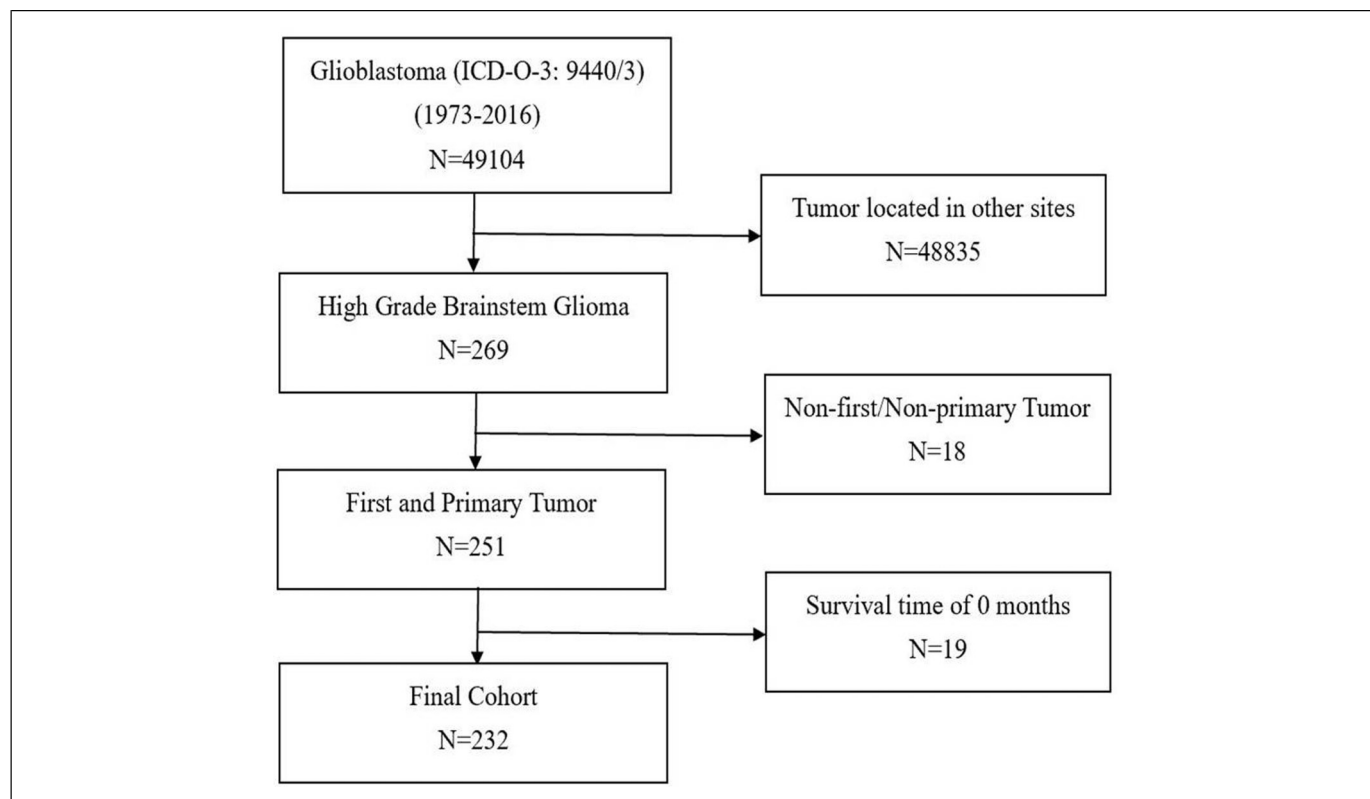 Glioblastoma (ICD-O-3: 9440/3)
(1973-2016)
N=49104
Tumor located in other sites
N=48835
High Grade Brainstem Glioma
N=269
Non-first/Non-primary Tumor
N=18
First and Primary Tumor
N=251
Survival time of 0 months
N=19
Final Cohort
N=232